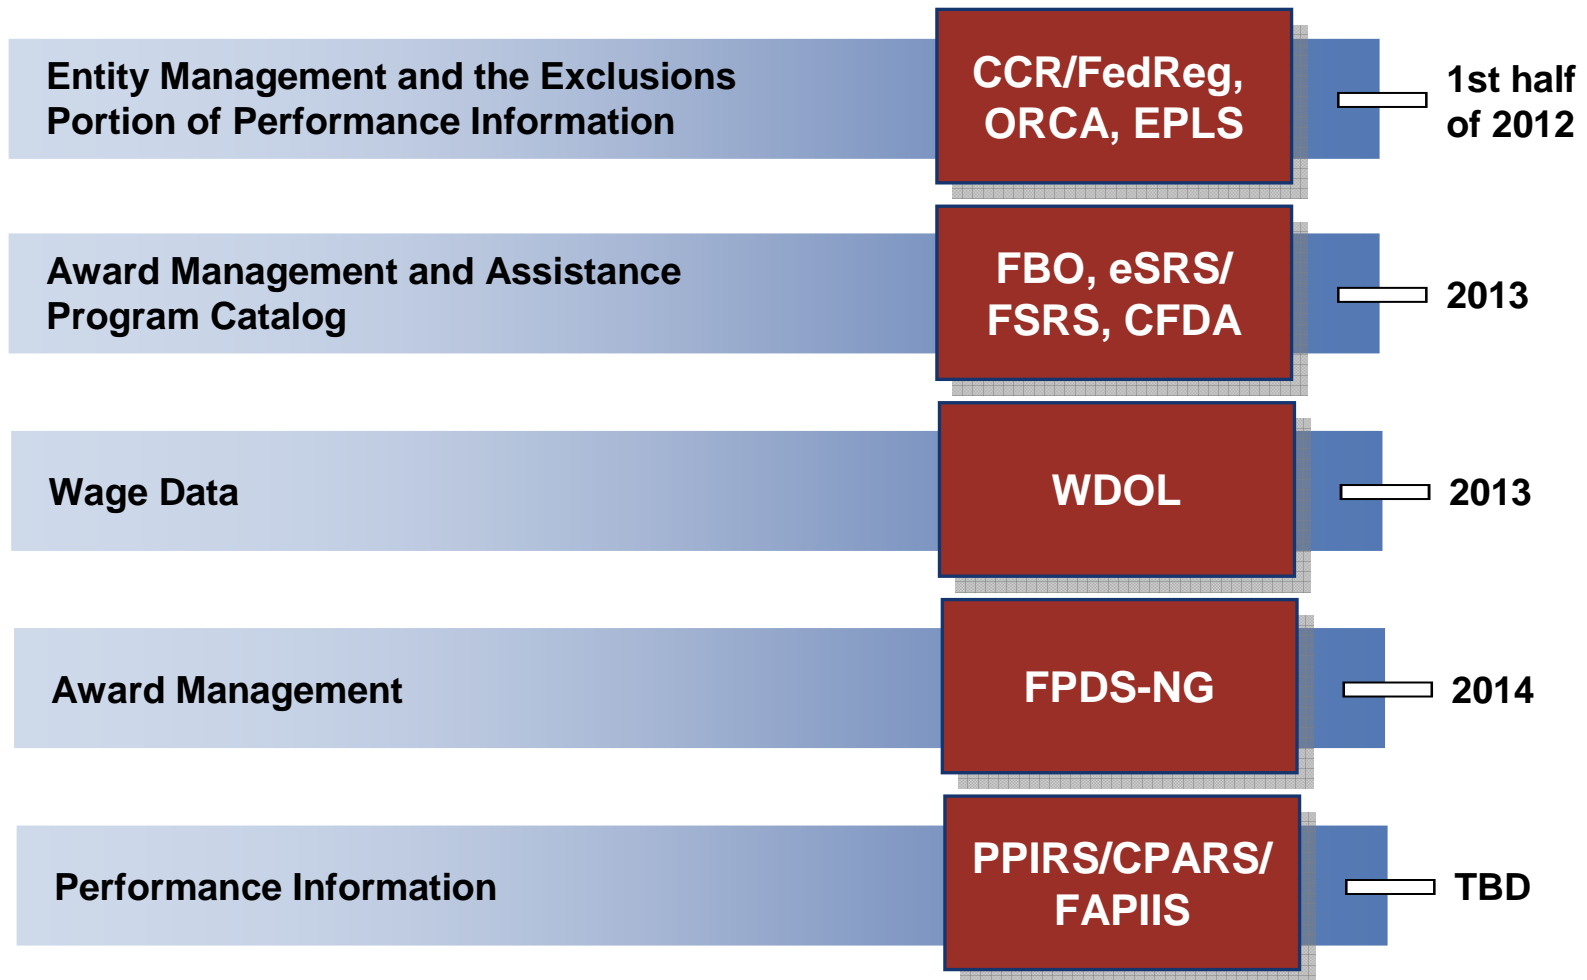 Entity Management and the Exclusions
Portion of Performance Information
CCR/FedReg,
ORCA, EPLS
1st half
of 2012
Award Management and Assistance
Program Catalog
FBO, eSRS/
FSRS, CFDA
2013
Wage Data
WDOL
2013
Award Management
FPDS-NG
2014
Performance Information
PPIRS/CPARS/
FAPIIS
TBD